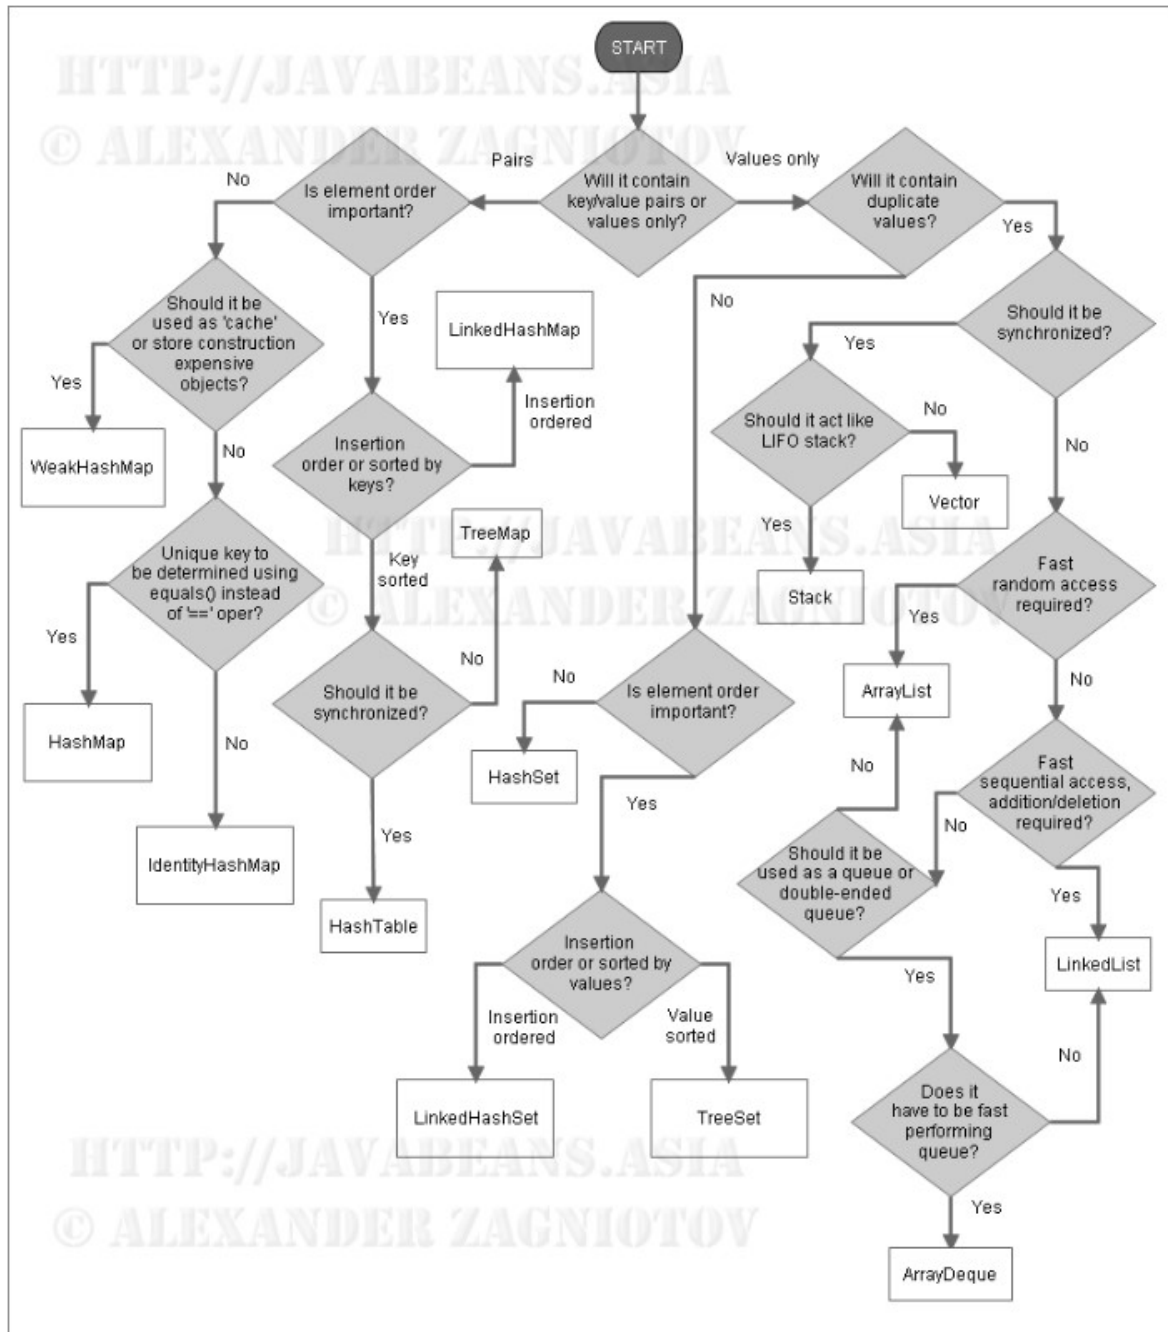 START
HTTP://JAVABEANS.ASIA
© ALEXANDER ZAGNIOTOV
Pairs
Values only
No
Is element order
important?
Will it contain
key/value pairs or
values only?
Will it contain
duplicate
values?
Yes
Should it be
used as 'cache'
or store construction
expensive
objects?
Yes
LinkedHashMap
No
Should it be
synchronized?
Yes
Yes
Insertion
ordered
Should it act like
LIFO stack?
No
WeakHashMap
No
Insertion
order or sorted by
keys?
No
Vector
HTTP://JAVABEANS.ASIA
© ALEXANDER ZAGNIOTOV
TreeMap
Yes
Unique key to
be determined using
equals() instead
of '==' oper?
Key
sorted
Stack
Fast
random access
required?
Yes
Yes
No
No
Should it be
synchronized?
Is element order
important?
ArrayList
No
HashMap
No
HashSet
No
Fast
sequential access,
addition/deletion
required?
Yes
Yes
No
IdentityHashMap
Should it be
used as a queue or
double-ended
queue?
Yes
HashTable
Insertion
order or sorted by
values?
LinkedList
Yes
Insertion
ordered
Value
sorted
No
LinkedHashSet
TreeSet
Does it
have to be fast
performing
queue?
HTTP://JAVABEANS.ASIA
© ALEXANDER ZAGNIOTOV
Yes
ArrayDeque